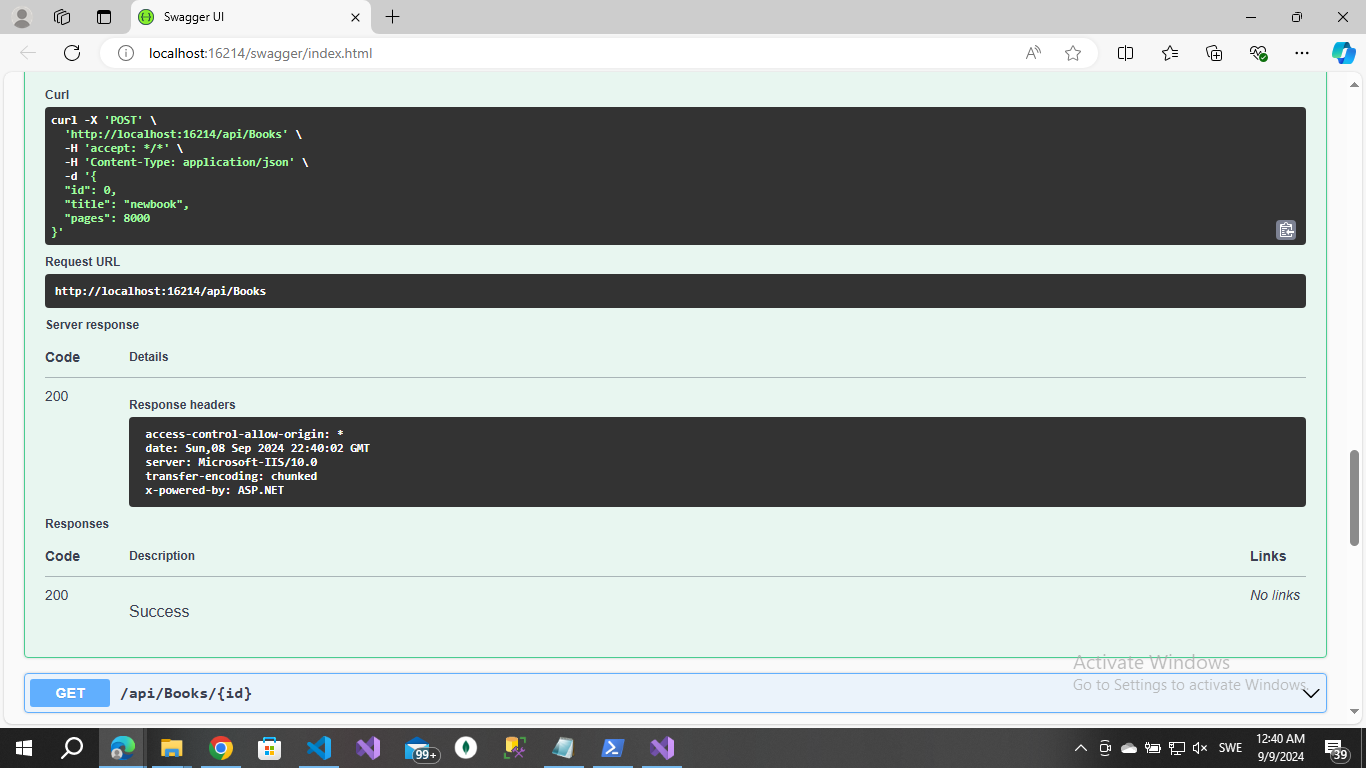 Swagger UI
localhost:16214/swagger/index.html
Curl
curl -X 'POST' \
'http://localhost:16214/api/Books' \
-H 'accept: */*' \
-H 'Content-Type: application/json' \
-d '{
"id": 0,
"title": "newbook",
"pages": 8000
}'
Request URL
http://localhost:16214/api/Books
Server response
Code Details
200
Response headers
access-control-allow-origin: *
date: Sun,08 Sep 2024 22:40:02 GMT
server: Microsoft-IIS/10.0
transfer-encoding: chunked
x-powered-by: ASP.NET
Responses
Code Description Links
200 No links
Success
Activate Windows
Go to Settings to activate Windows.
GET /api/Books/{id}
99+
SWE
12:40 AM
9/9/2024
39